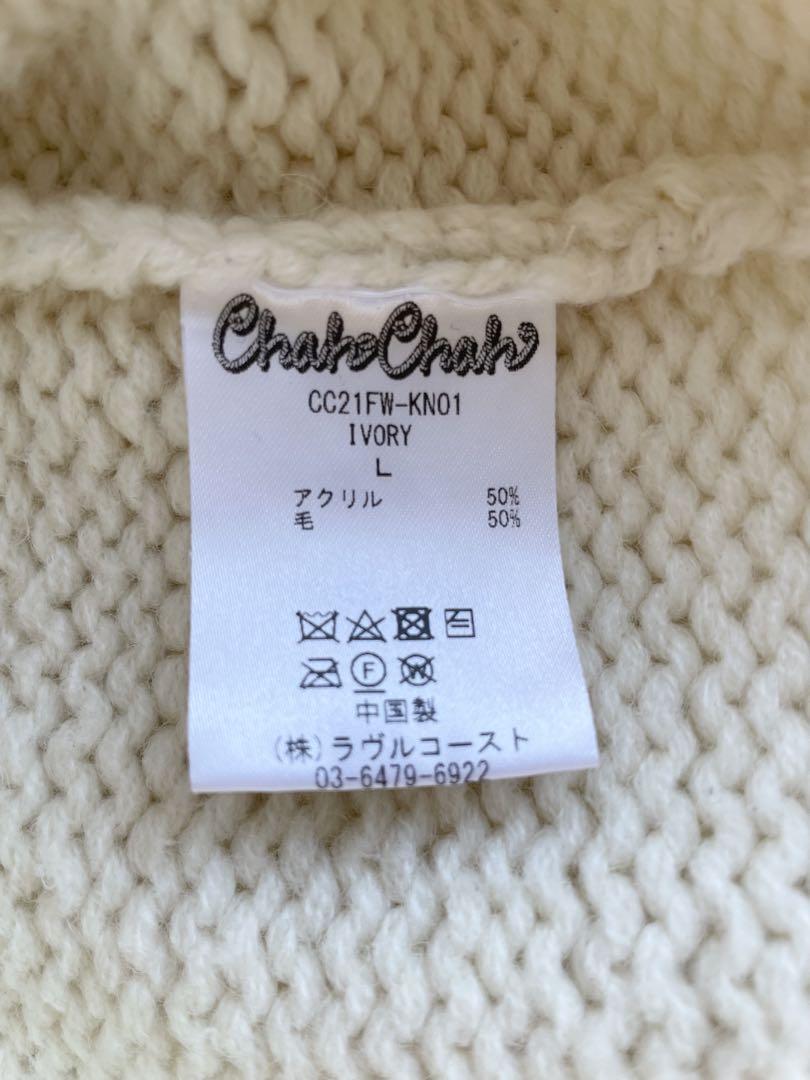 ChahChah
CC21FW-KN01
IVORY
L
アクリル 50%
毛 50%
F W
中国製
(株)ラヴルコースト
03-6479-6922